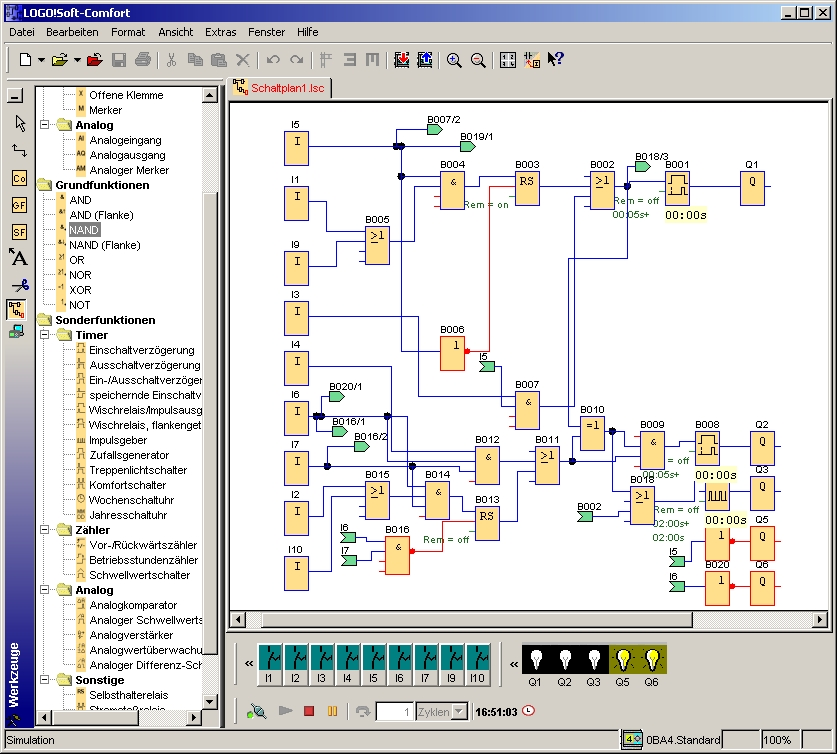 LOGO!Soft-Comfort
Datei Bearbeiten Format Ansicht Extras Fenster Hilfe
Schaltplan1.lsc
Werkzeuge
Co
GF
SF
A
Offene Klemme
Merker
Analog
Analogeingang
Analogausgang
Analoger Merker
Grundfunktionen
AND
AND (Flanke)
NAND
NAND (Flanke)
OR
NOR
XOR
NOT
Sonderfunktionen
Timer
Einschaltverzögerung
Ausschaltverzögerung
Ein-/Ausschaltverzöger
speichernde Einschaltv
Wischrelais/Impulsausg
Wischrelais, flankenget
Impulsgeber
Zufallsgenerator
Treppenlichtschalter
Komfortschalter
Wochenschaltuhr
Jahresschaltuhr
Zähler
Vor-/Rückwärtszähler
Betriebsstundenzähler
Schwellwertschalter
Analog
Analogkomparator
Analoger Schwellwerts
Analogverstärker
Analogwertüberwachu
Analoger Differenz-Sch
Sonstige
Selbsthalterelais
Stromstoßrelais
I5
I
B007/2
B019/1
I1
I
B004
&
B003
RS
B002
≥1
B018/3
B001
Q1
Q
Rem = on
Rem = off
00:05s+
00:00s
B005
≥1
I9
I
I3
I
B006
1
I4
I
I5
B007
&
I6
I
B020/1
B016/1
B016/2
B010
=1
B009
&
B008
Q2
Q
= off
00:05s+
00:00s
I7
I
B012
&
B011
≥1
Q3
Q
B015
≥1
B014
&
B018
≥1
I2
I
B013
RS
B002
Rem = off
02:00s+
02:00s
00:00s
Q5
Q
1
I6
I7
B016
&
Rem = off
I5
I10
I
I6
B020
1
Q6
Q
« I1 I2 I3 I4 I5 I6 I7 I8 I9 I10 « Q1 Q2 Q3 Q5 Q6
1 Zyklen 16:51:03
Simulation 0BA4.Standard 100%